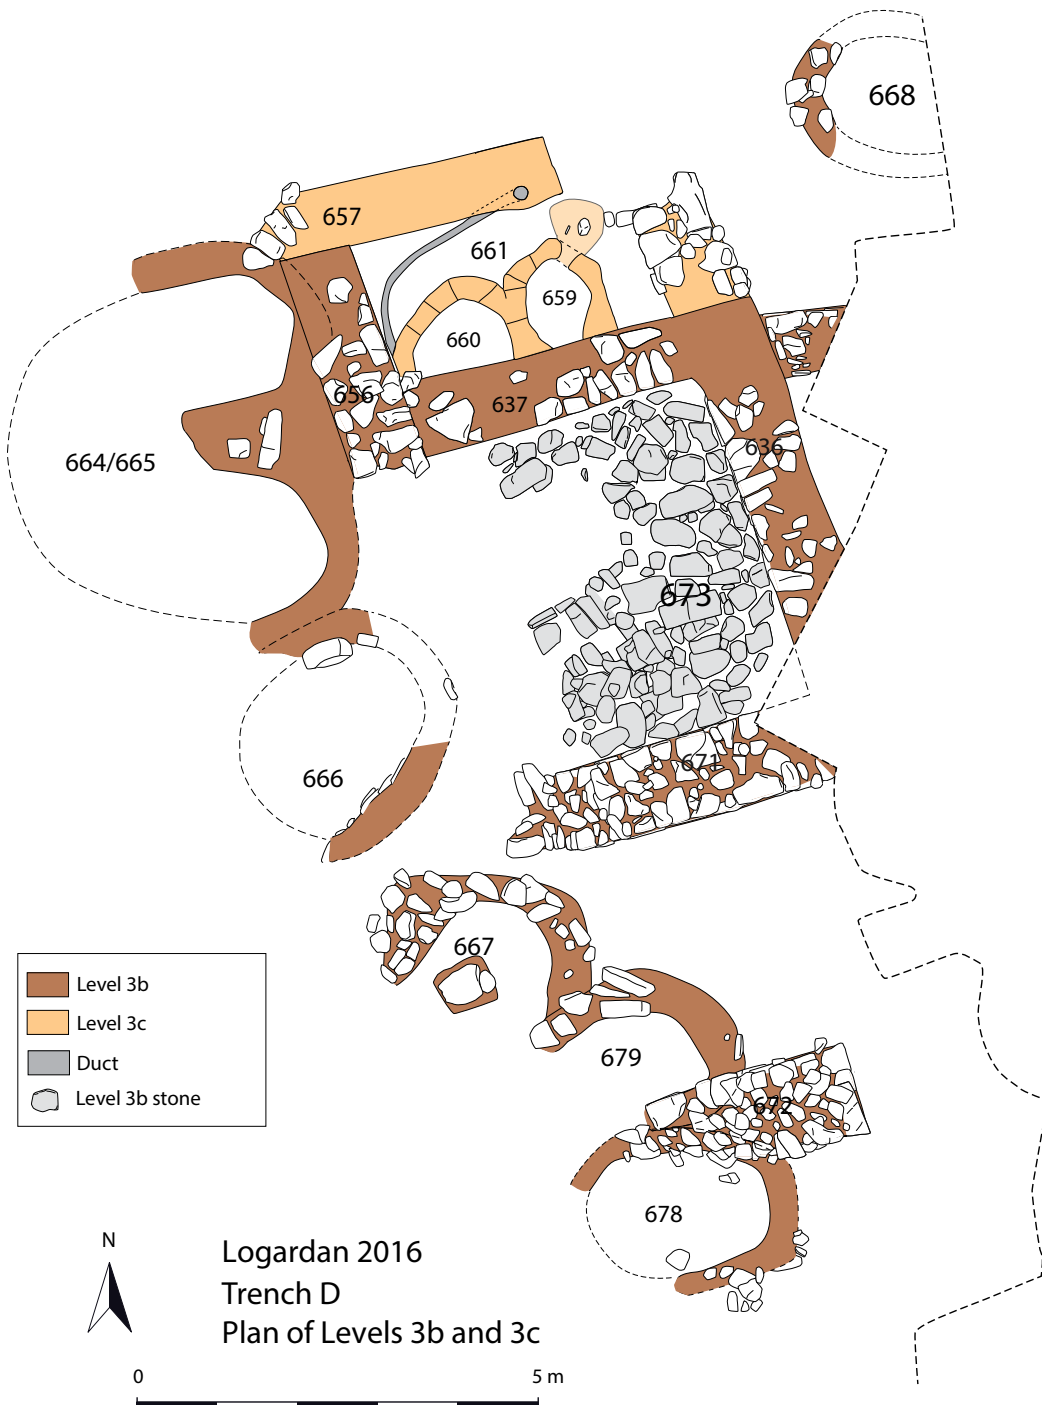 668
657
661
659
660
656
637
636
664/665
673
671
666
667
679
672
678
Level 3b
Level 3c
Duct
Level 3b stone
N
Logardan 2016
Trench D
Plan of Levels 3b and 3c
0 5 m